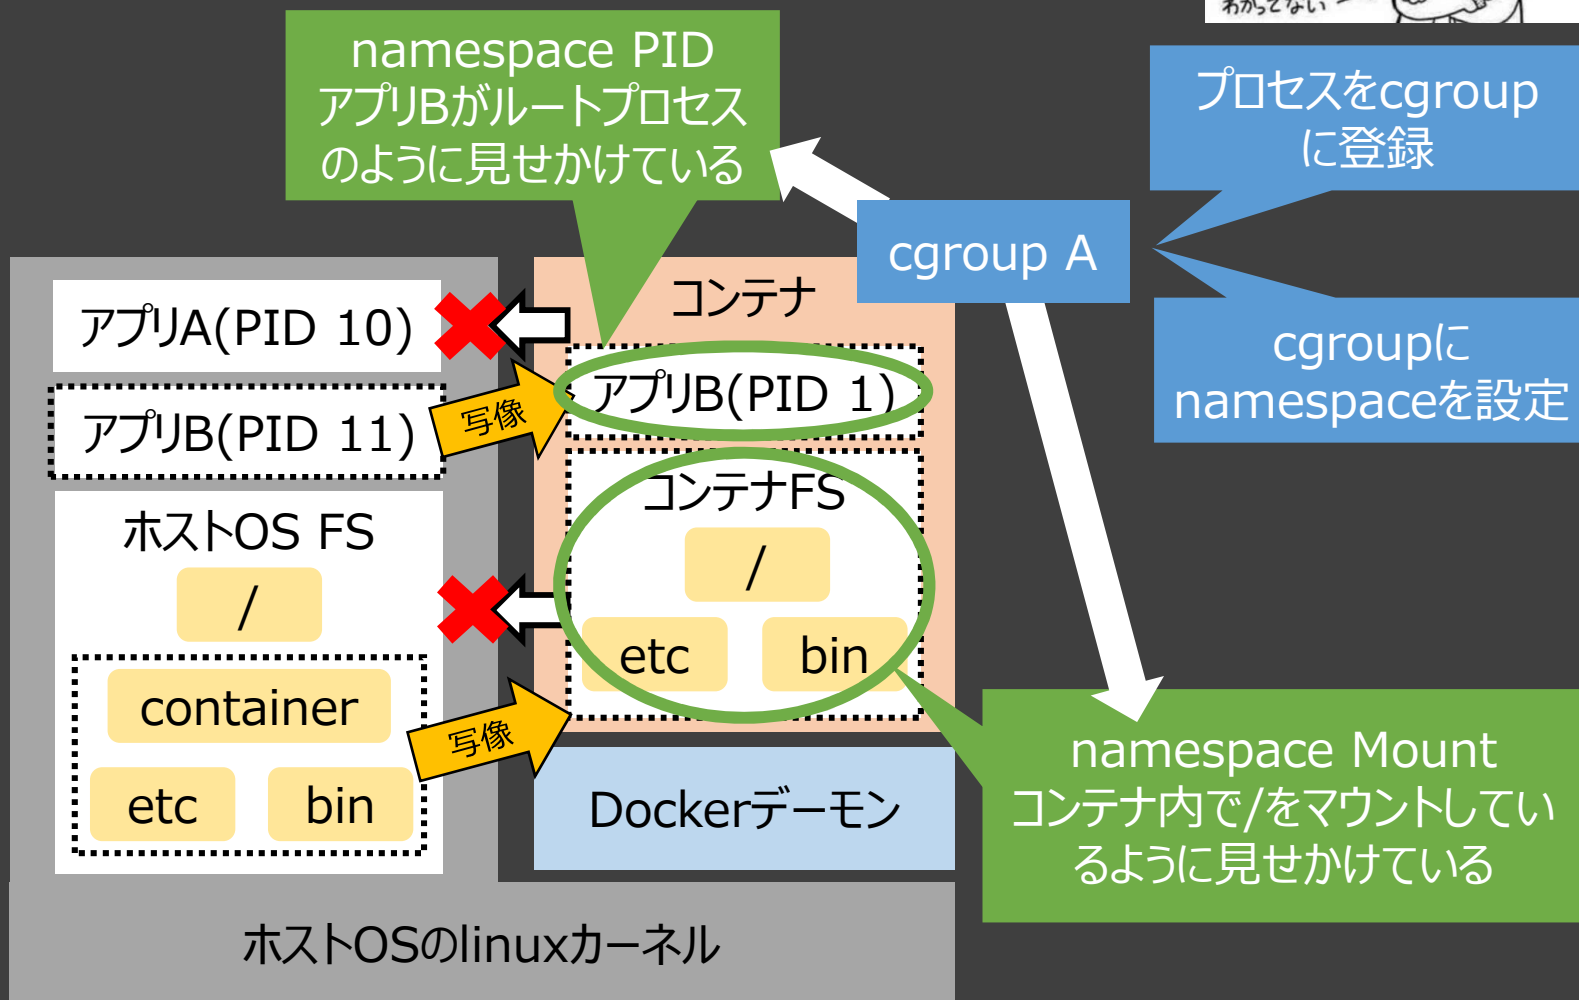 わかってない
namespace PID
アプリBがルートプロセス
のように見せかけている
プロセスをcgroup
に登録
cgroup A
cgroupに
namespaceを設定
コンテナ
アプリA(PID 10)
アプリB(PID 11)
写像
アプリB(PID 1)
ホストOS FS
/
container
etc
bin
写像
コンテナFS
/
etc
bin
Dockerデーモン
namespace Mount
コンテナ内で/をマウントしてい
るように見せかけている
ホストOSのlinuxカーネル